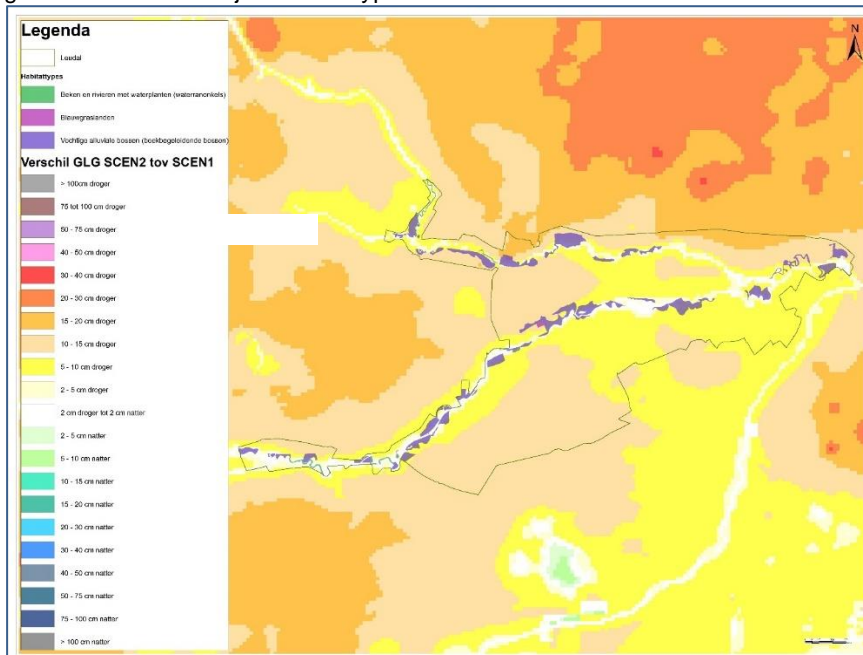 Legenda
Leudal
Habitattypes
Beken en rivieren met waterplanten (waterranonkels)
Blauwgraslanden
Vochtige alluviale bossen (beekbegeleidende bossen)
Verschil GLG SCEN2 tov SCEN1
> 100cm droger
75 tot 100 cm droger
50 - 75 cm droger
40 - 50 cm droger
30 - 40 cm droger
20 - 30 cm droger
15 - 20 cm droger
10 - 15 cm droger
5 - 10 cm droger
2 - 5 cm droger
2 cm droger tot 2 cm natter
2 - 5 cm natter
5 - 10 cm natter
10 - 15 cm natter
15 - 20 cm natter
20 - 30 cm natter
30 - 40 cm natter
40 - 50 cm natter
50 - 75 cm natter
75 - 100 cm natter
> 100 cm natter
N